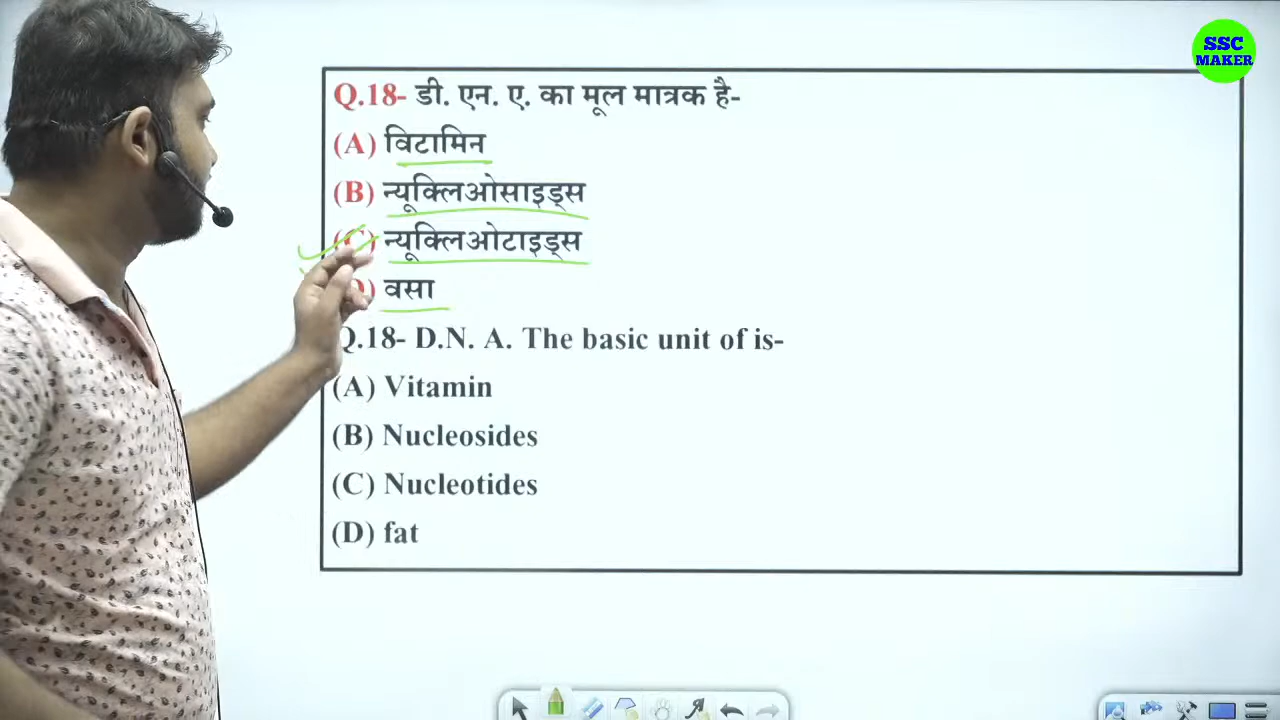 SSC
MAKER
Q.18- डी. एन. ए. का मूल मात्रक है-
(A) विटामिन
(B) न्यूक्लिओसाइड्स
(C) न्यूक्लिओटाइड्स
वसा
Q.18- D.N. A. The basic unit of is-
(A) Vitamin
(B) Nucleosides
(C) Nucleotides
(D) fat